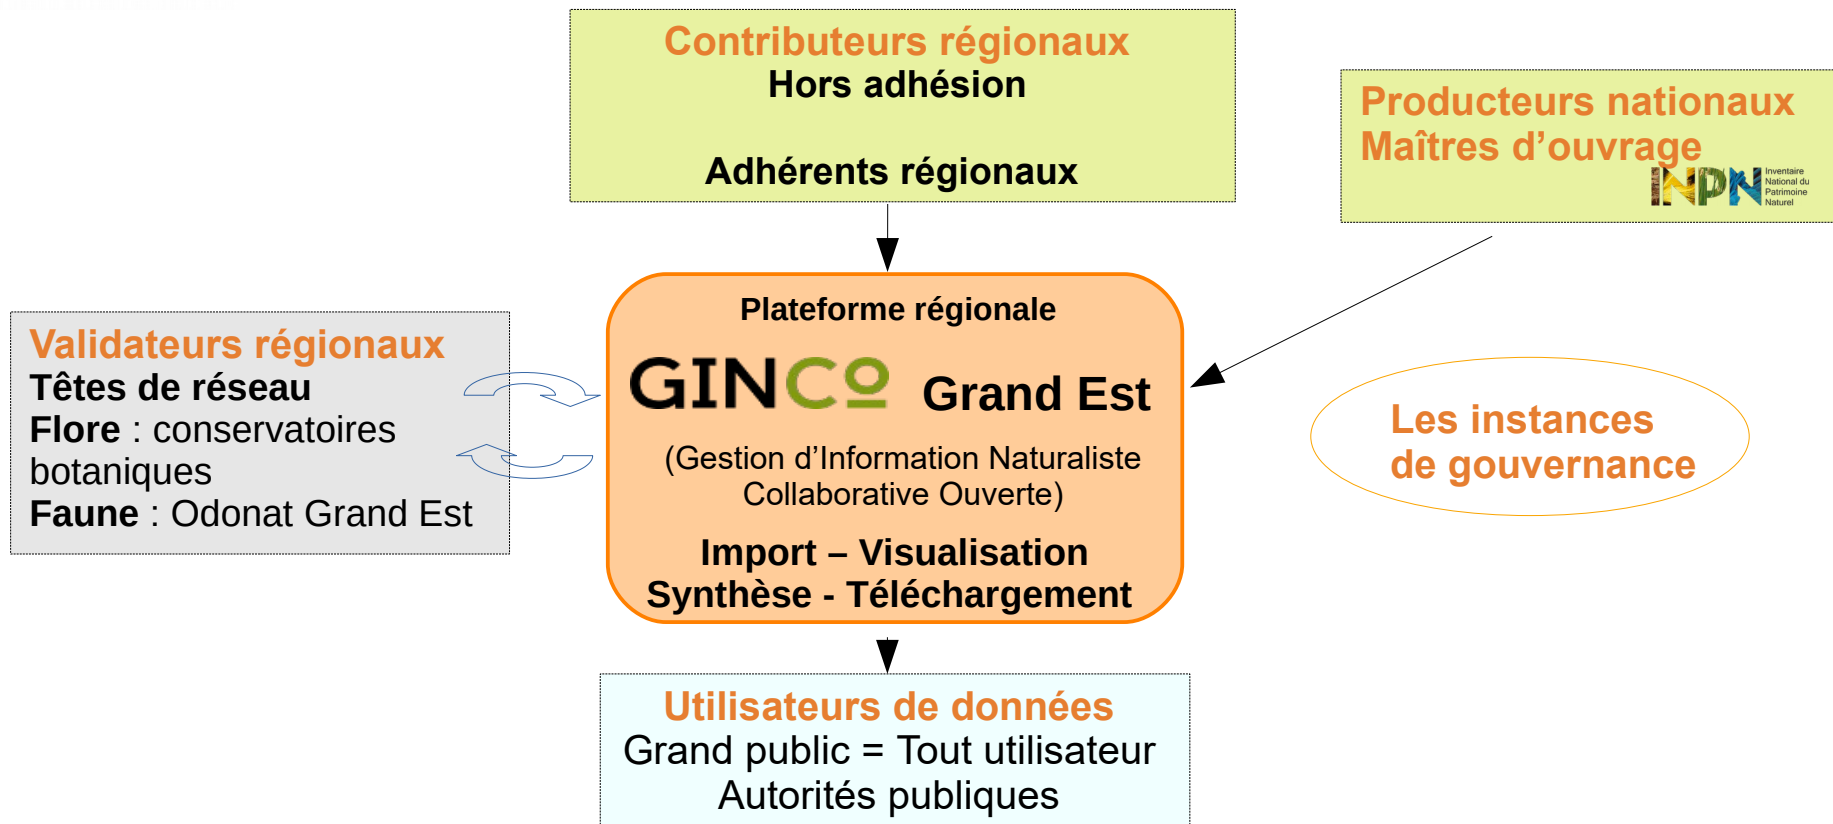 Contributeurs régionaux
Hors adhésion
Adhérents régionaux
Producteurs nationaux
Maîtres d'ouvrage
INPN
Inventaire
National du
Patrimoine
Naturel
Plateforme régionale
GINCO Grand Est
(Gestion d'Information Naturaliste
Collaborative Ouverte)
Import – Visualisation
Synthèse - Téléchargement
Validateurs régionaux
Têtes de réseau
Flore : conservatoires
botaniques
Faune : Odonat Grand Est
Les instances
de gouvernance
Utilisateurs de données
Grand public = Tout utilisateur
Autorités publiques